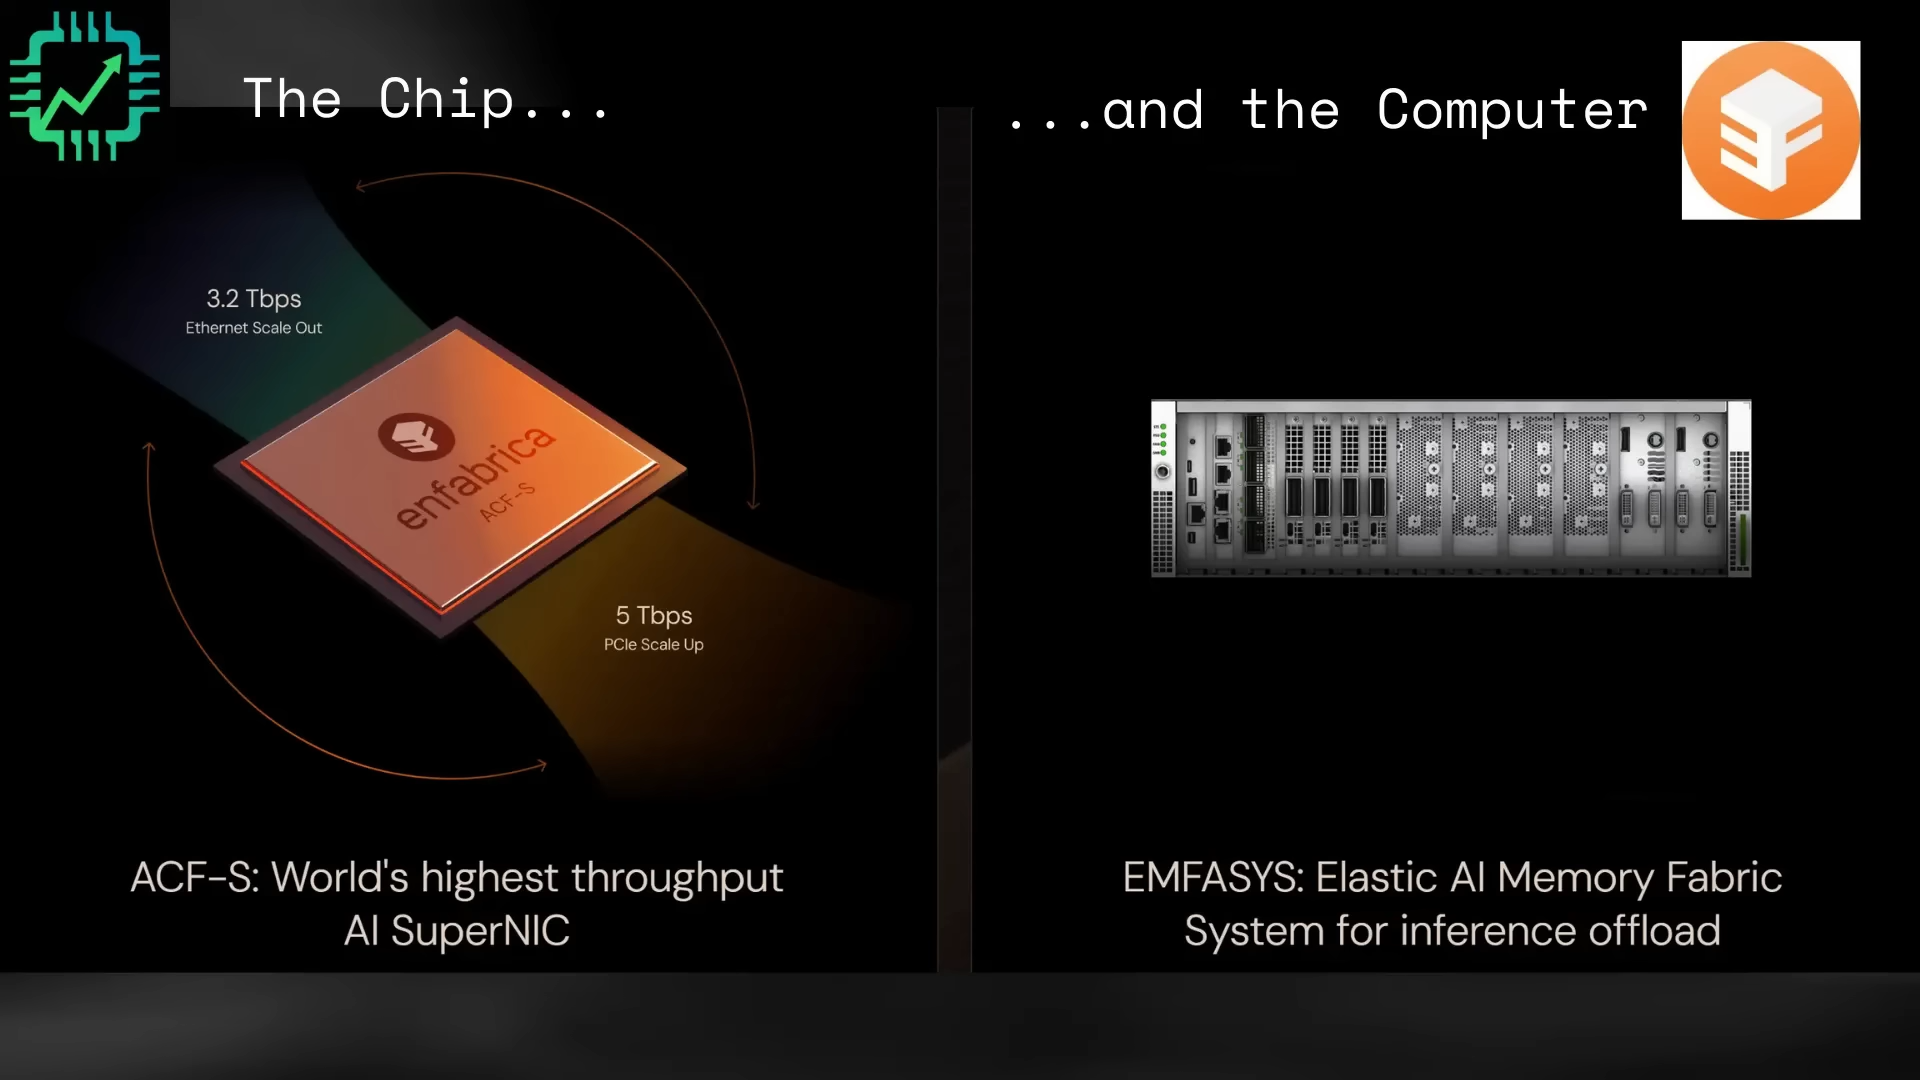 The Chip...
...and the Computer
3.2 Tbps
Ethernet Scale Out
enfabrica
ACF-S
5 Tbps
PCIe Scale Up
ACF-S: World's highest throughput
AI SuperNIC
EMFASYS: Elastic AI Memory Fabric
System for inference offload